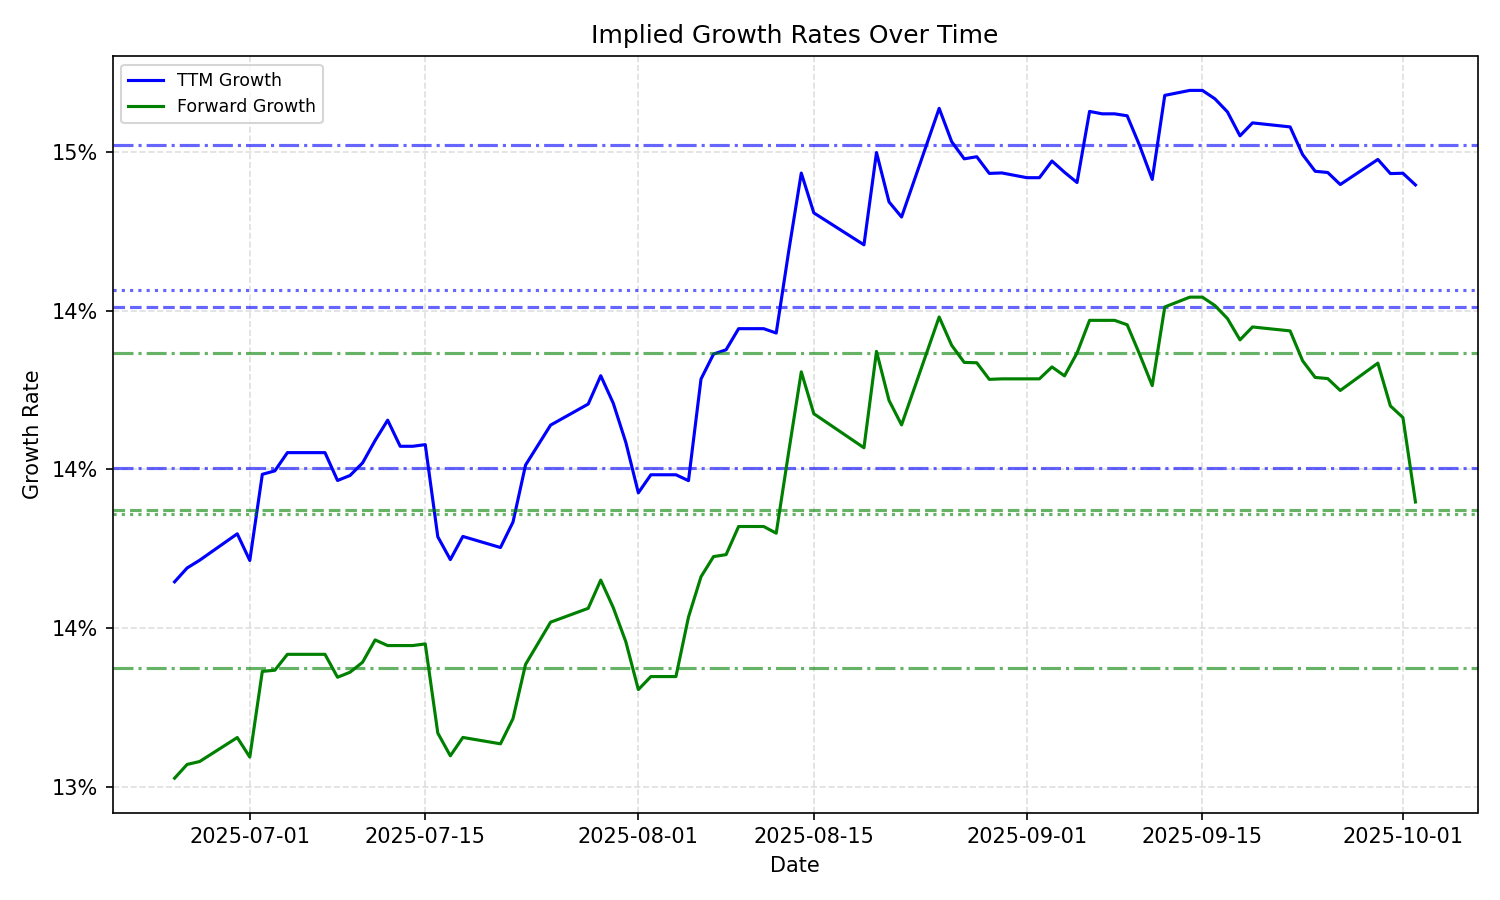 Implied Growth Rates Over Time
TTM Growth
Forward Growth
15%
14%
14%
14%
13%
Growth Rate
2025-07-01
2025-07-15
2025-08-01
2025-08-15
2025-09-01
2025-09-15
2025-10-01
Date